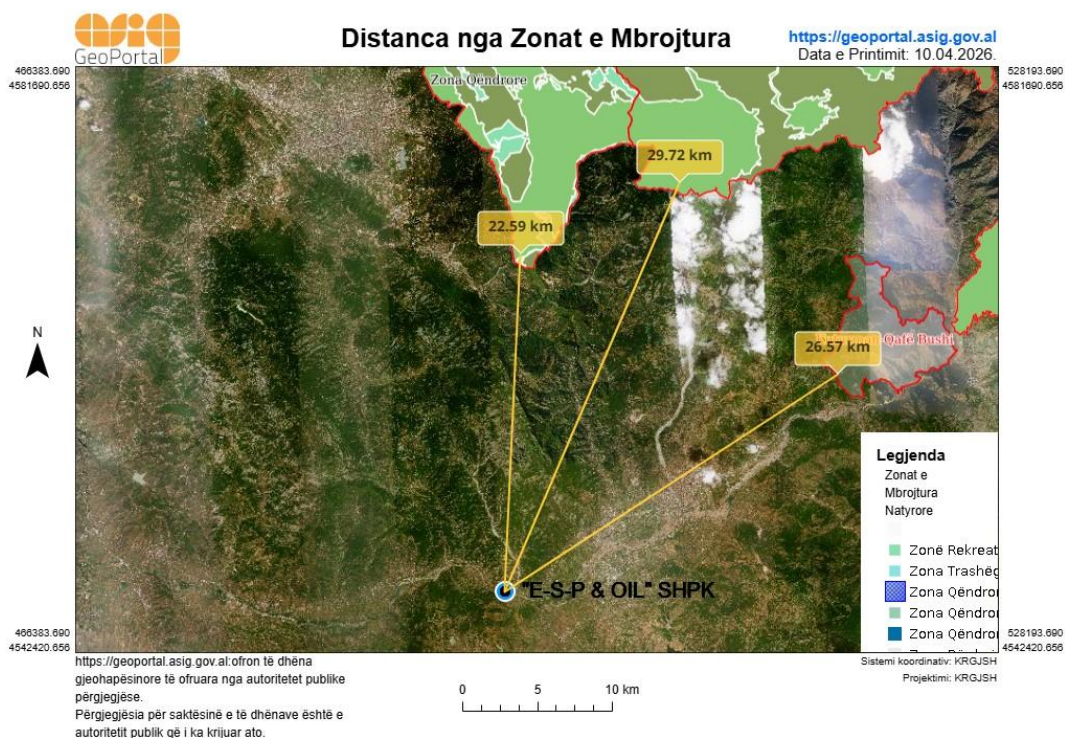 asig
GeoPortal
Distanca nga Zonat e Mbrojtura
https://geoportal.asig.gov.al
Data e Printimit: 10.04.2026.
466383.690
4581690.656
528193.690
4581690.656
Zona Qëndrore
29.72 km
22.59 km
Qafë Bushi
26.57 km
N
Legjenda
Zonat e
Mbrojtura
Natyrore
Zonë Rekreat
Zona Trashëg
Zona Qëndror
Zona Qëndror
Zona Qëndror
"E-S-P & OIL" SHPK
466383.690
4542420.656
528193.690
4542420.656
https://geoportal.asig.gov.al:ofron të dhëna
gjeohapësinore të ofruara nga autoritetet publike
përgjegjëse.
Përgjegjësia për saktësinë e të dhënave është e
autoritetit publik që i ka krijuar ato.
0 5 10 km
Sistemi koordinativ: KRGJSH
Projektimi: KRGJSH